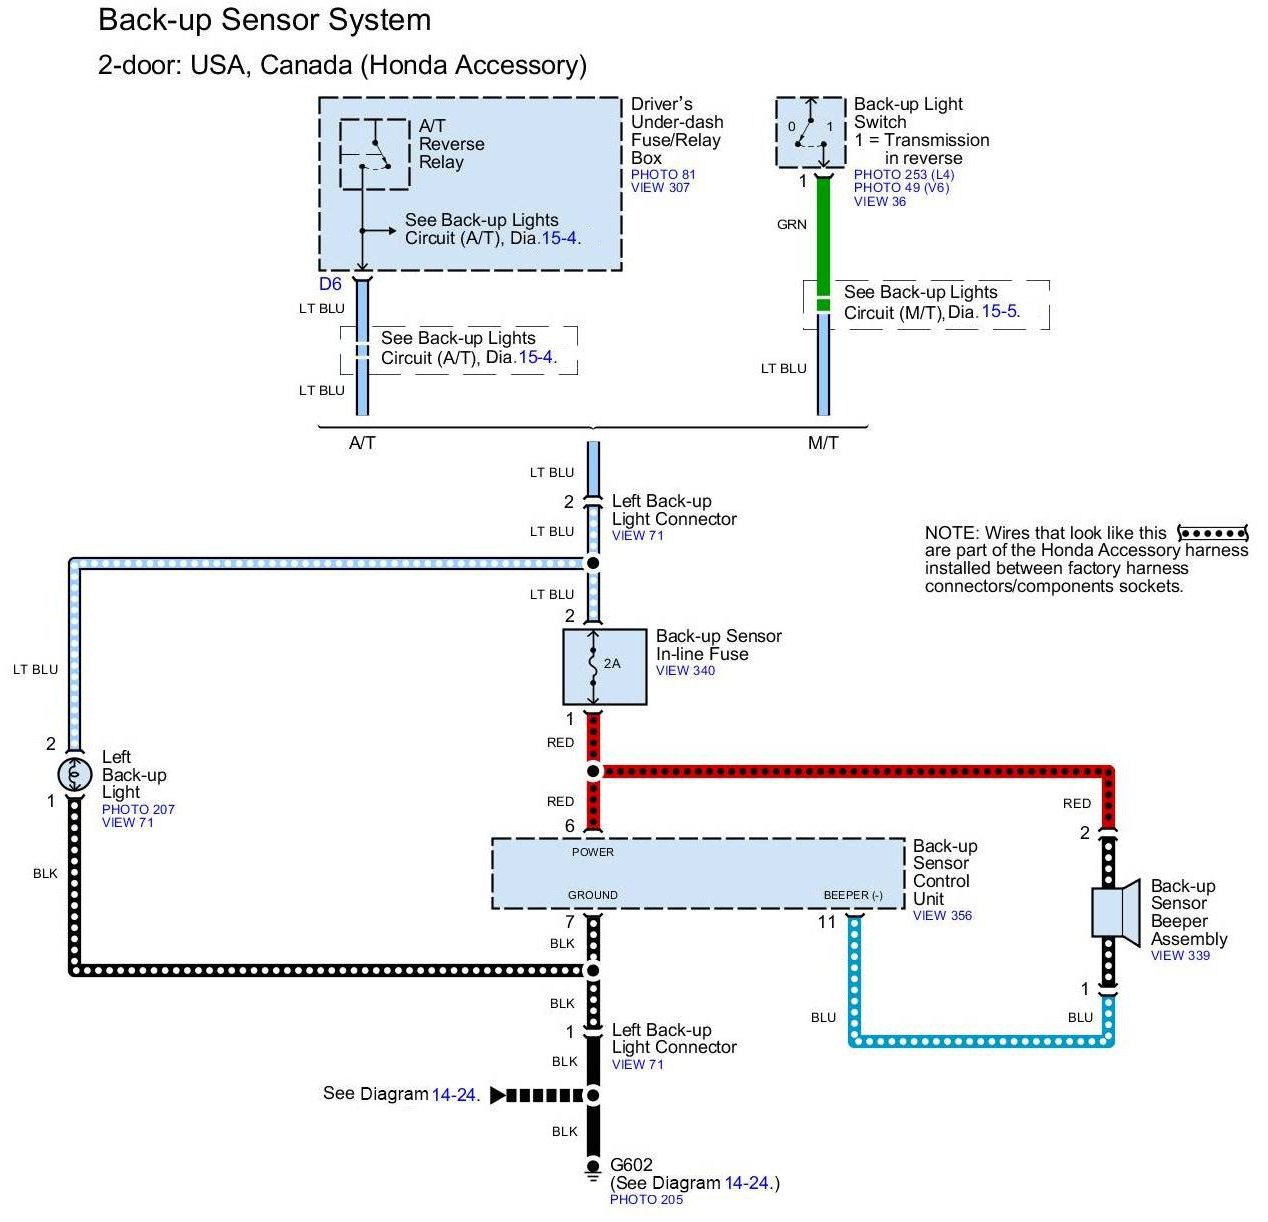 Back-up Sensor System
2-door: USA, Canada (Honda Accessory)
A/T
Reverse
Relay
See Back-up Lights
Circuit (A/T), Dia.15-4.
Driver's
Under-dash
Fuse/Relay
Box
PHOTO 81
VIEW 307
0 1
Back-up Light
Switch
1 = Transmission
in reverse
PHOTO 253 (L4)
PHOTO 49 (V6)
VIEW 36
1
GRN
D6
LT BLU
See Back-up Lights
Circuit (A/T), Dia.15-4.
LT BLU
See Back-up Lights
Circuit (M/T),Dia.15-5.
LT BLU
A/T
M/T
LT BLU
2
Left Back-up
Light Connector
VIEW 71
LT BLU
NOTE: Wires that look like this
are part of the Honda Accessory harness
installed between factory harness
connectors/components sockets.
LT BLU
2
Back-up Sensor
In-line Fuse
VIEW 340
2A
LT BLU
1
RED
2
Left
Back-up
Light
PHOTO 207
VIEW 71
1
RED
6
RED
2
POWER
GROUND
BEEPER (-)
Back-up
Sensor
Control
Unit
VIEW 356
BLK
Back-up
Sensor
Beeper
Assembly
VIEW 339
7
11
BLK
1
BLK
BLU
BLU
1
Left Back-up
Light Connector
VIEW 71
BLK
See Diagram 14-24.
BLK
G602
(See Diagram 14-24.)
PHOTO 205